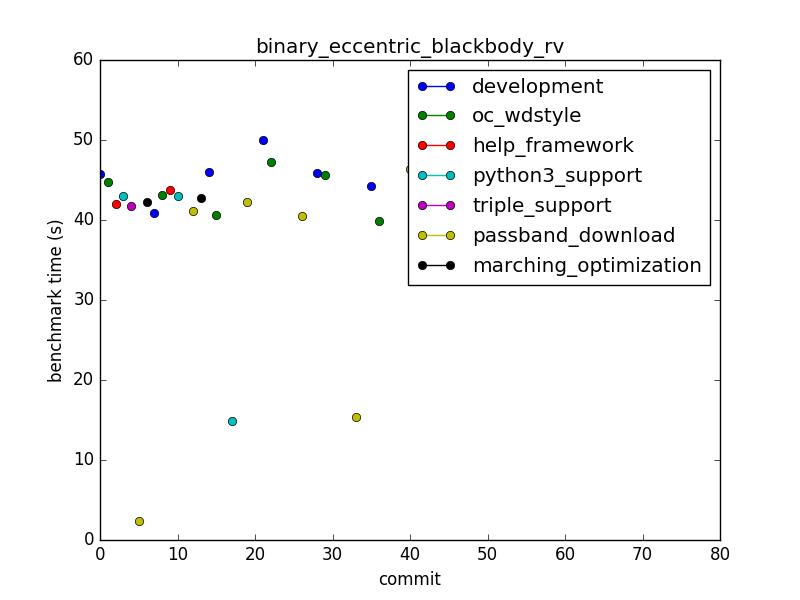 binary_eccentric_blackbody_rv
60
50
40
30
20
10
0
benchmark time (s)
development
oc_wdstyle
help_framework
python3_support
triple_support
passband_download
marching_optimization
0 10 20 30 40 50 60 70 80
commit